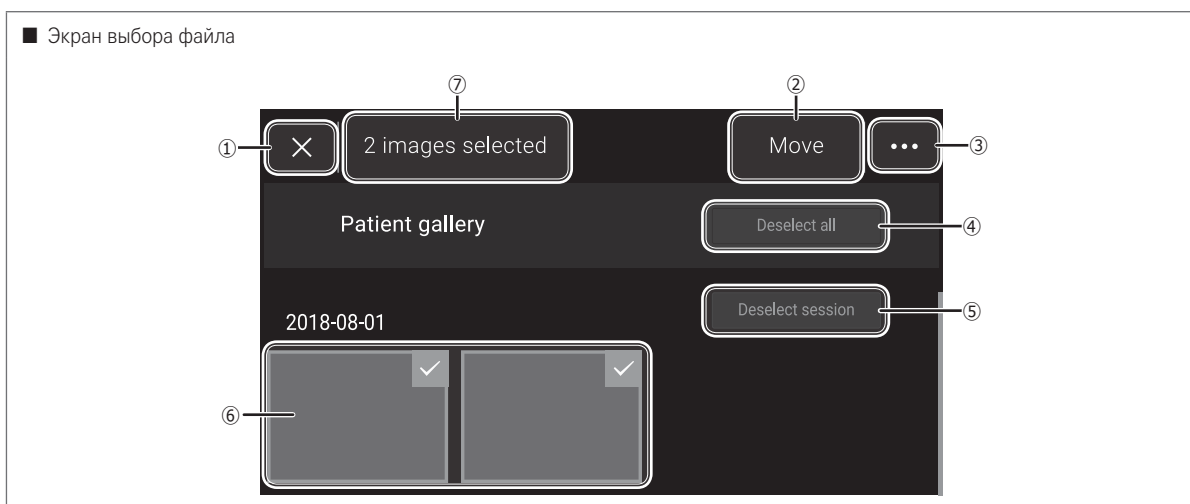 ■ Экран выбора файла
⑦ ②
① 2 images selected Move ••• ③
Patient gallery Deselect all ④
Deselect session ⑤
2018-08-01
⑥